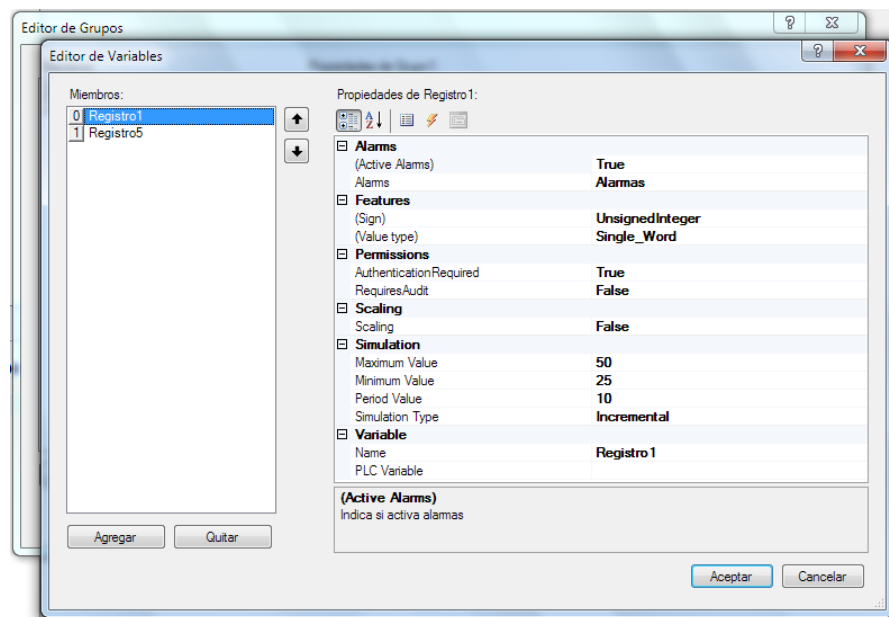 Editor de Grupos
Editor de Variables
Miembros:
0 Registro1
1 Registro5
Agregar
Quitar
Propiedades de Registro1:
Alarms
(Active Alarms) True
Alarms Alarmas
Features
(Sign) UnsignedInteger
(Value type) Single_Word
Permissions
AuthenticationRequired True
RequiresAudit False
Scaling
Scaling False
Simulation
Maximum Value 50
Minimum Value 25
Period Value 10
Simulation Type Incremental
Variable
Name Registro1
PLC Variable
(Active Alarms)
Indica si activa alarmas
Aceptar
Cancelar